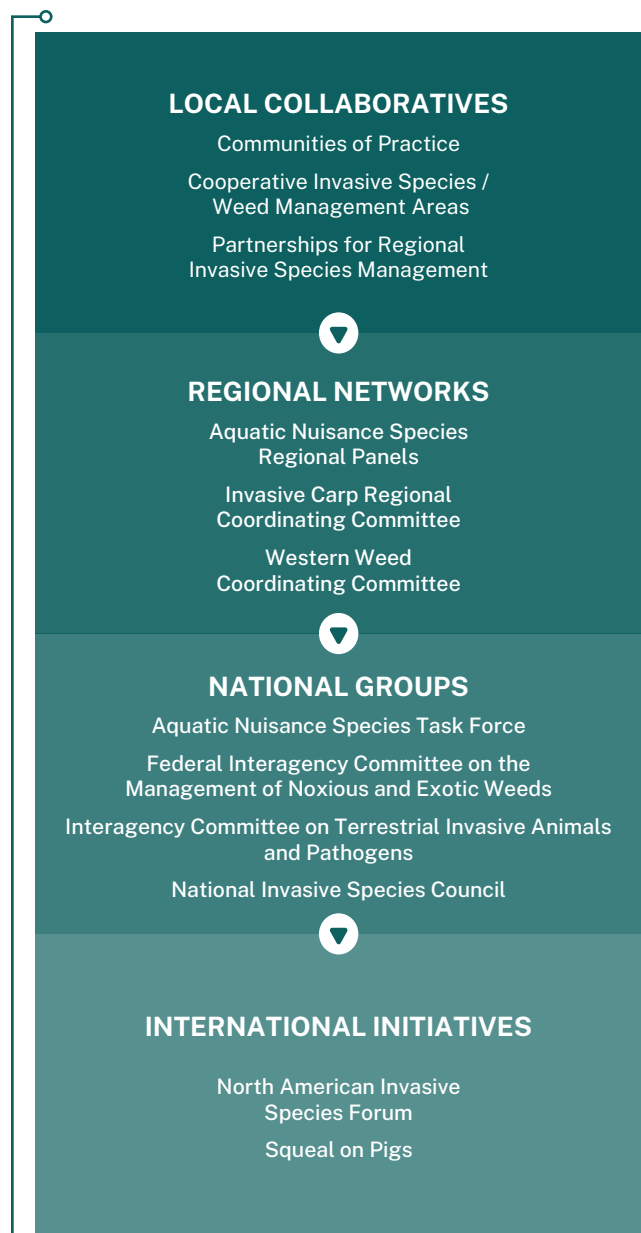 LOCAL COLLABORATIVES
Communities of Practice
Cooperative Invasive Species /
Weed Management Areas
Partnerships for Regional
Invasive Species Management
REGIONAL NETWORKS
Aquatic Nuisance Species
Regional Panels
Invasive Carp Regional
Coordinating Committee
Western Weed
Coordinating Committee
NATIONAL GROUPS
Aquatic Nuisance Species Task Force
Federal Interagency Committee on the
Management of Noxious and Exotic Weeds
Interagency Committee on Terrestrial Invasive Animals
and Pathogens
National Invasive Species Council
INTERNATIONAL INITIATIVES
North American Invasive
Species Forum
Squeal on Pigs